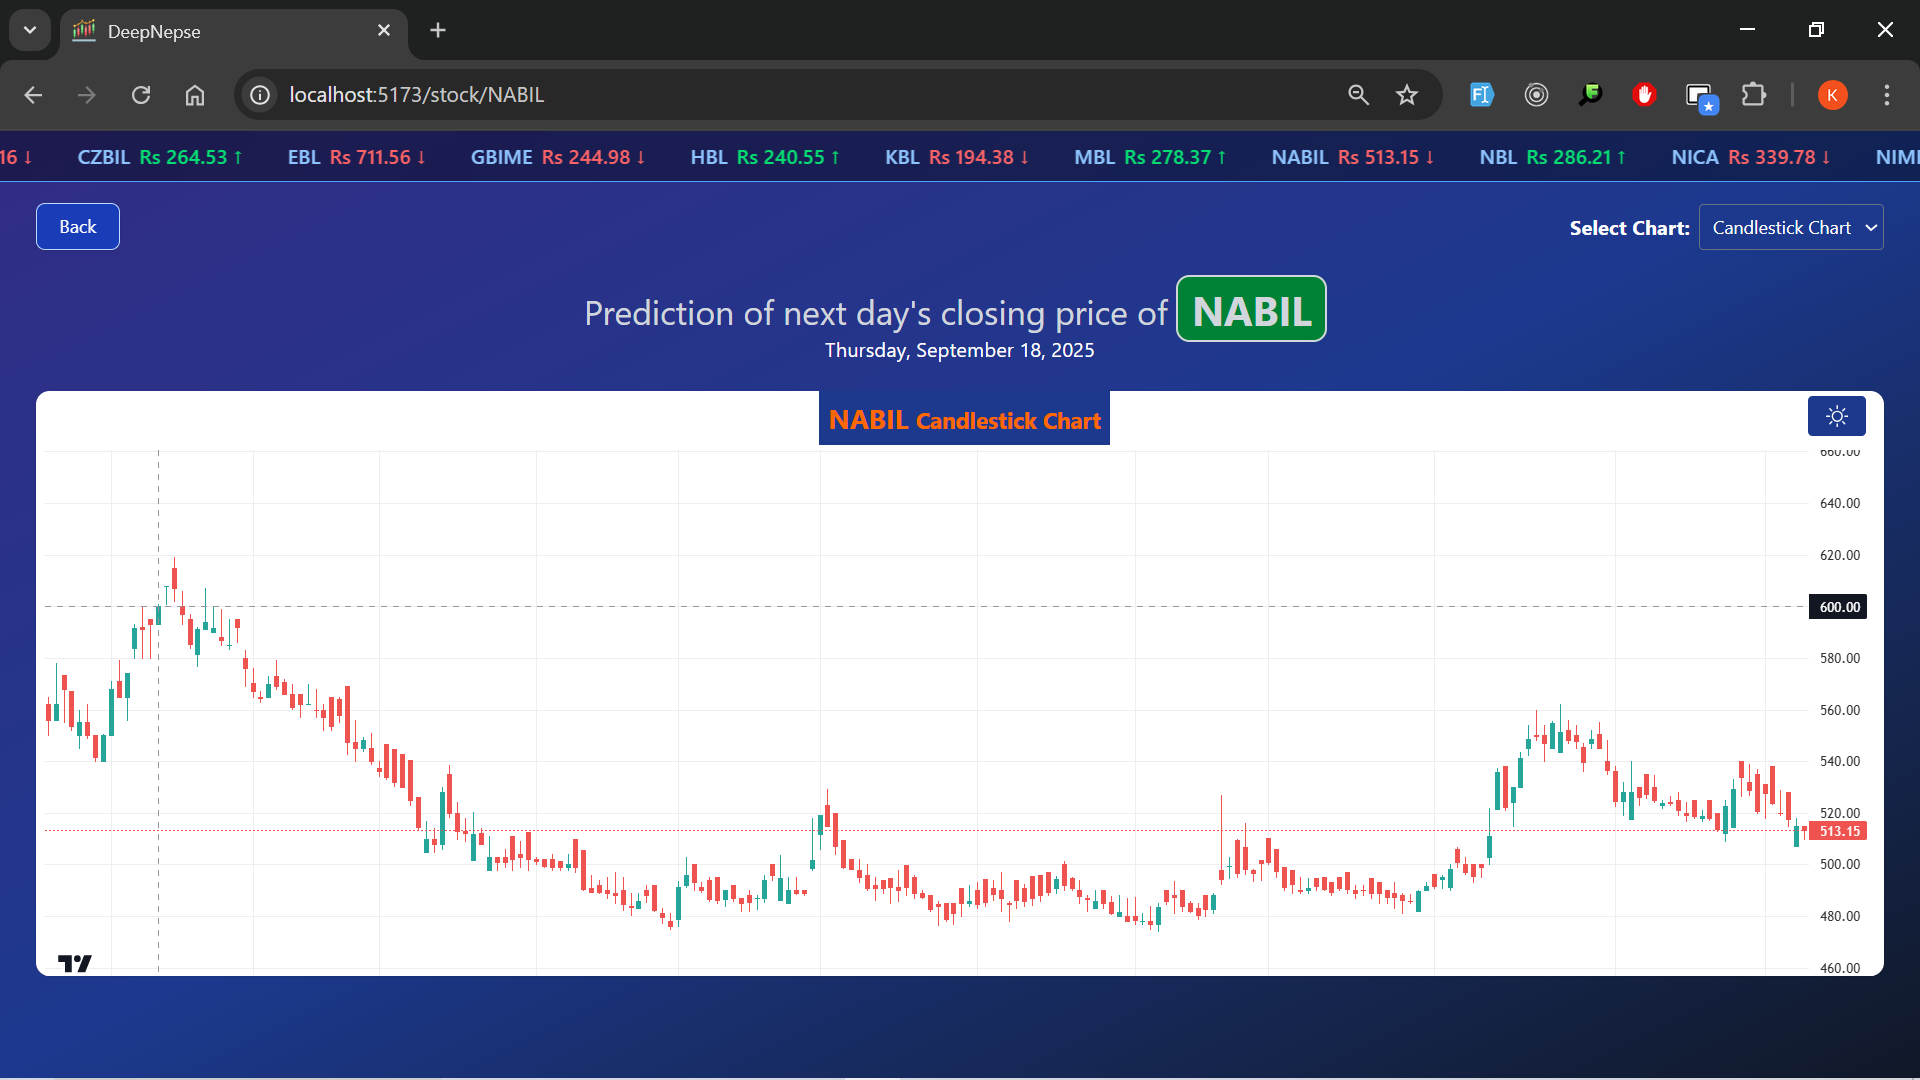 DeepNepse
localhost:5173/stock/NABIL
K
16 ↓ CZBIL Rs 264.53 ↑ EBL Rs 711.56 ↓ GBIME Rs 244.98 ↓ HBL Rs 240.55 ↑ KBL Rs 194.38 ↓ MBL Rs 278.37 ↑ NABIL Rs 513.15 ↓ NBL Rs 286.21 ↑ NICA Rs 339.78 ↓
Back
Select Chart: Candlestick Chart
Prediction of next day's closing price of NABIL
Thursday, September 18, 2025
NABIL Candlestick Chart
660.00
640.00
620.00
600.00
580.00
560.00
540.00
520.00
513.15
500.00
480.00
460.00